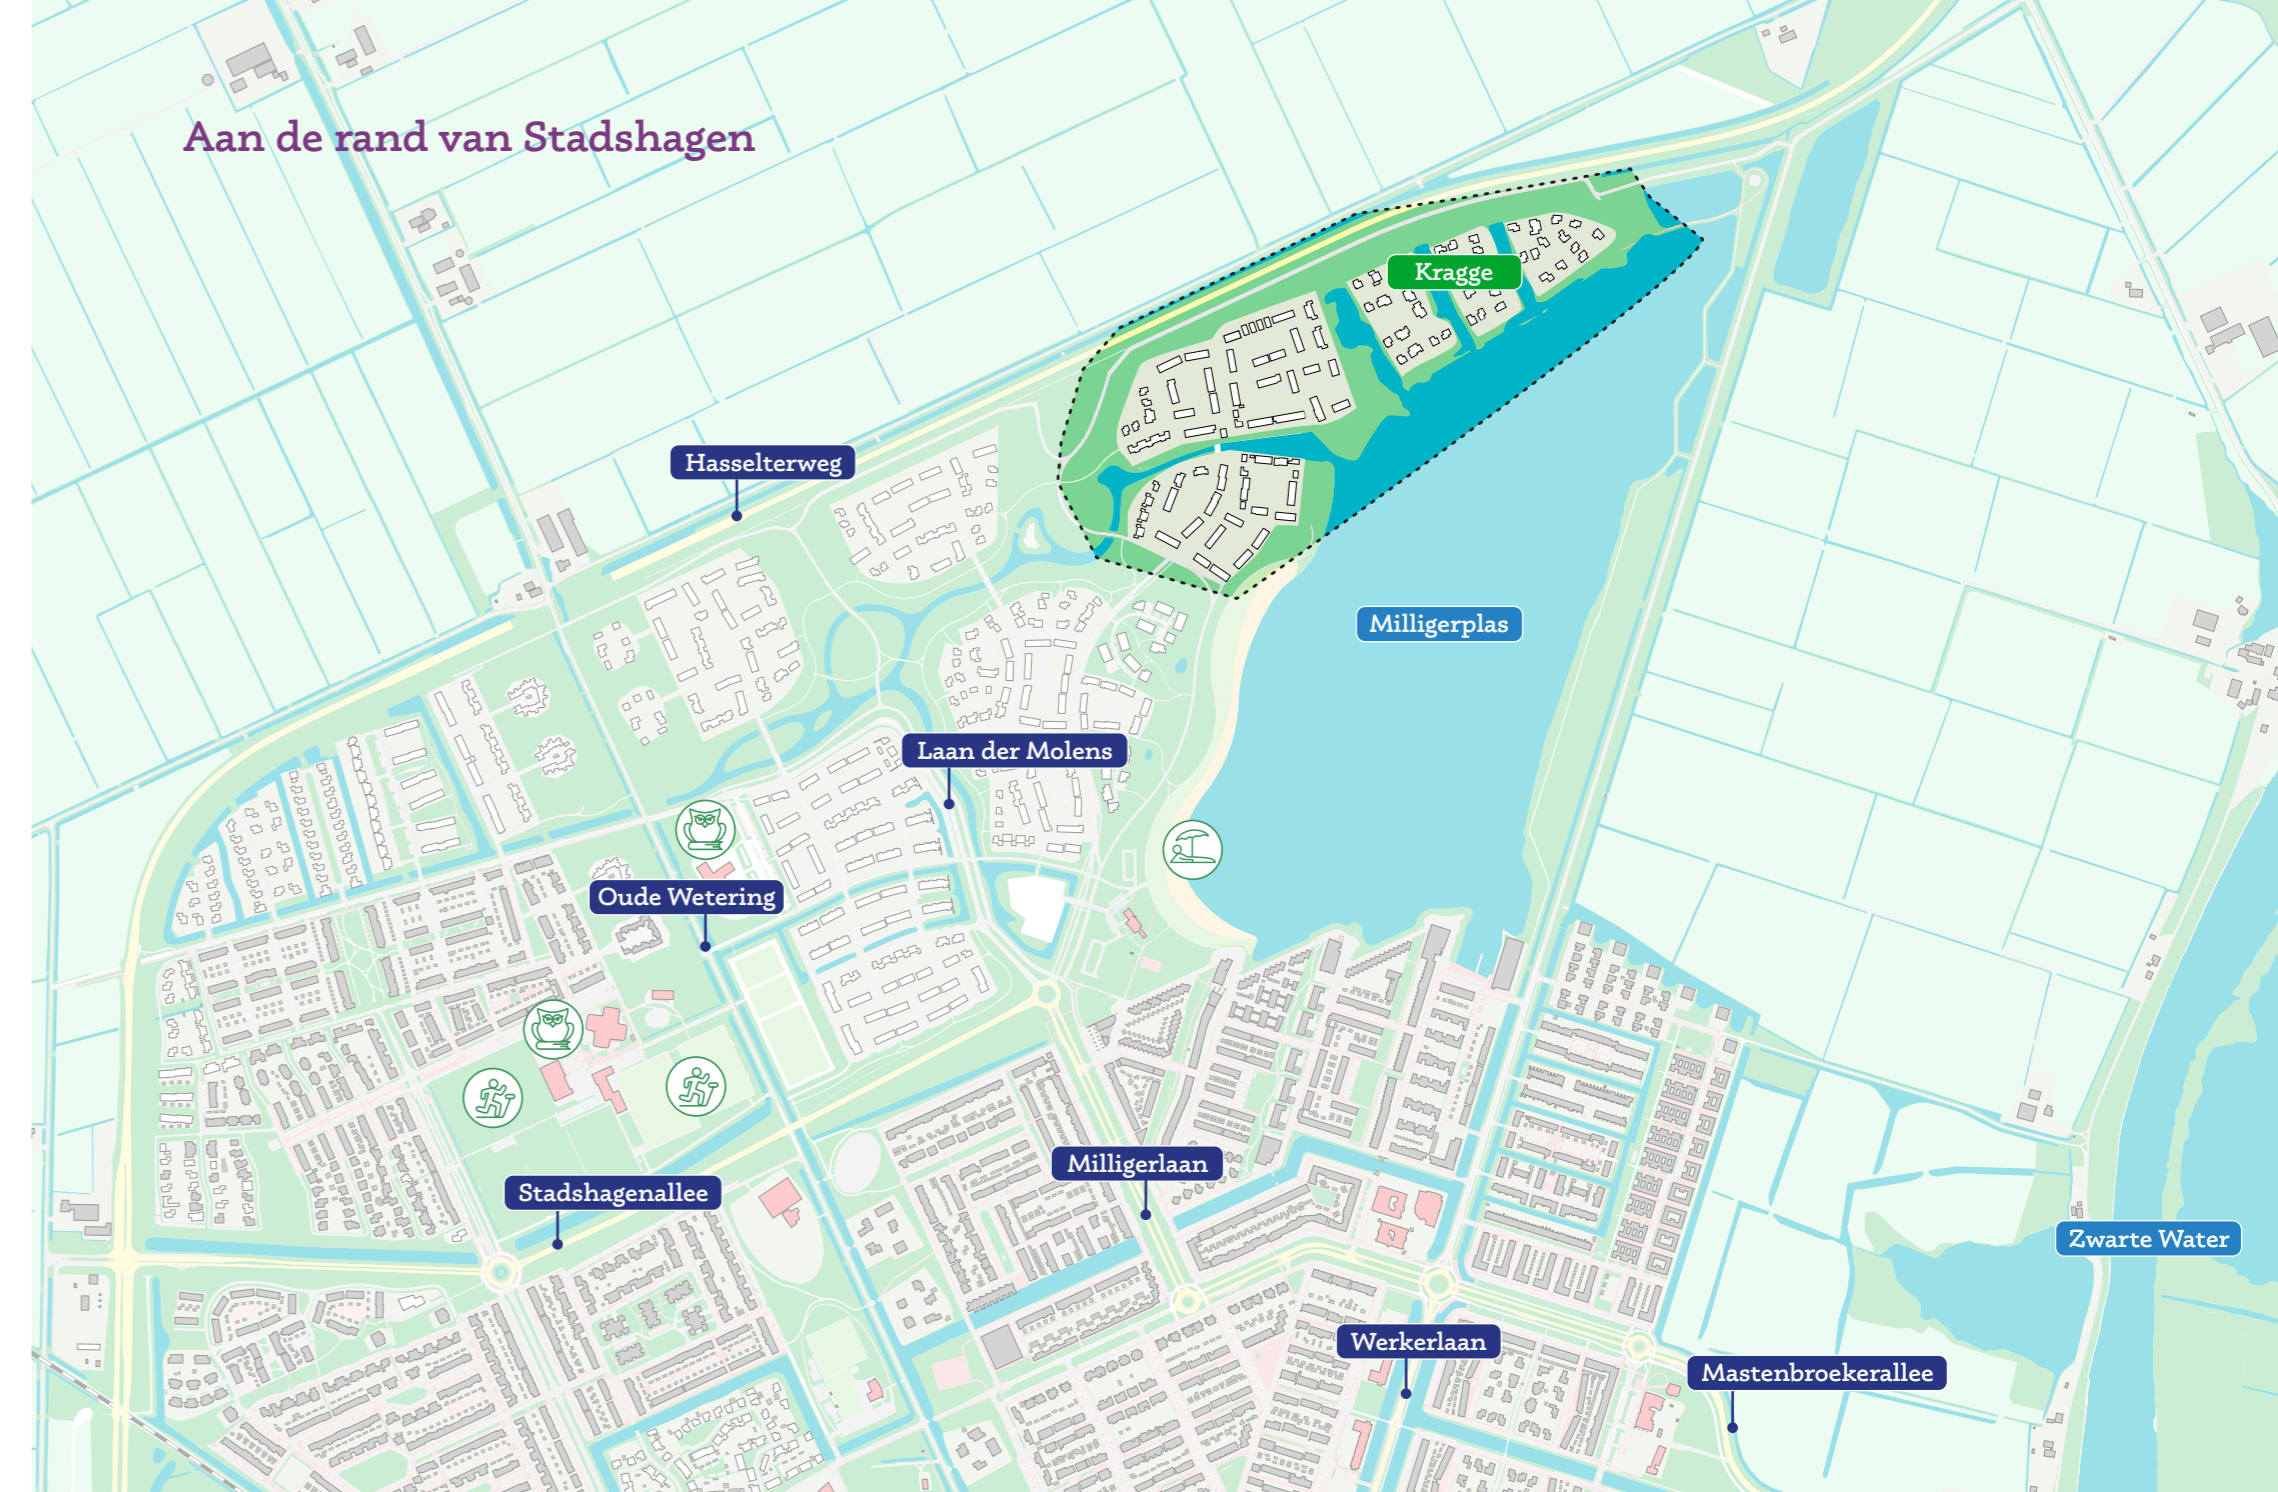 Aan de rand van Stadshagen
Kragge
Hasselterweg
Milligerplas
Laan der Molens
Oude Wetering
Milligerlaan
Stadshagenallee
Zwarte Water
Werkerlaan
Mastenbroekerallee